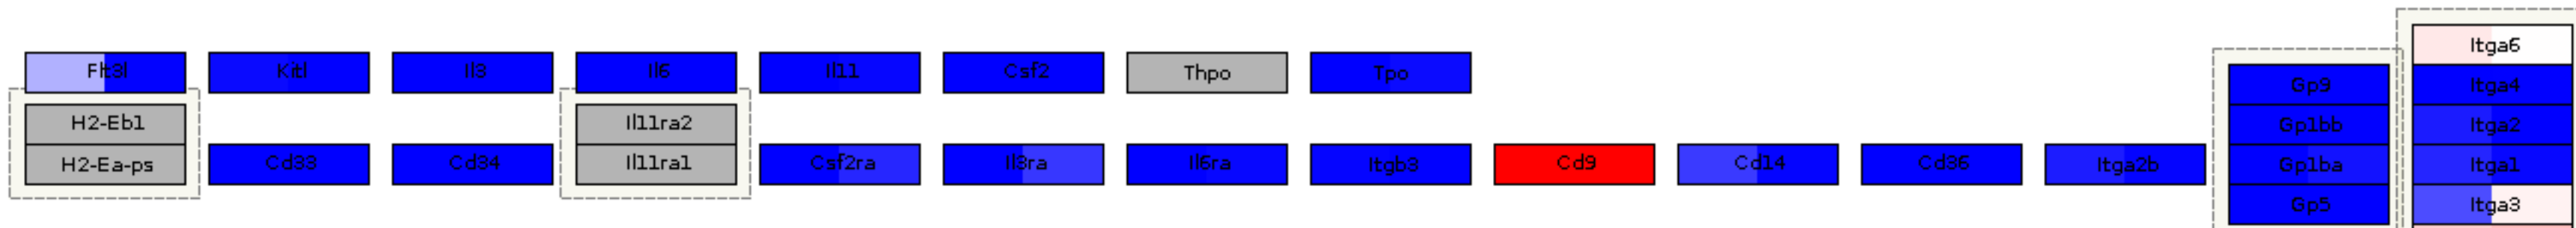 Flt3l Kitl Il3 Il6 Il11 Csf2 Thpo Tpo
H2-Eb1 Il11ra2
H2-Ea-ps Cd33 Cd34 Il11ra1 Csf2ra Il3ra Il6ra Itgb3 Cd9 Cd14 Cd36 Itga2b
Gp9
Gp1bb
Gp1ba
Gp5
Itga6
Itga4
Itga2
Itga1
Itga3